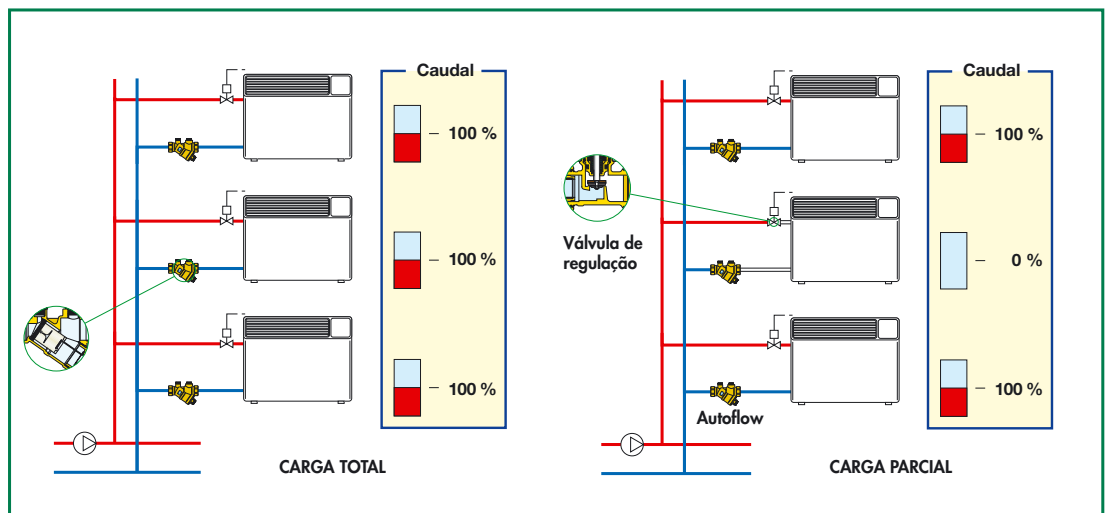 Caudal
100 %
100 %
100 %
CARGA TOTAL
Caudal
100 %
Válvula de
regulação
0 %
100 %
Autoflow
CARGA PARCIAL